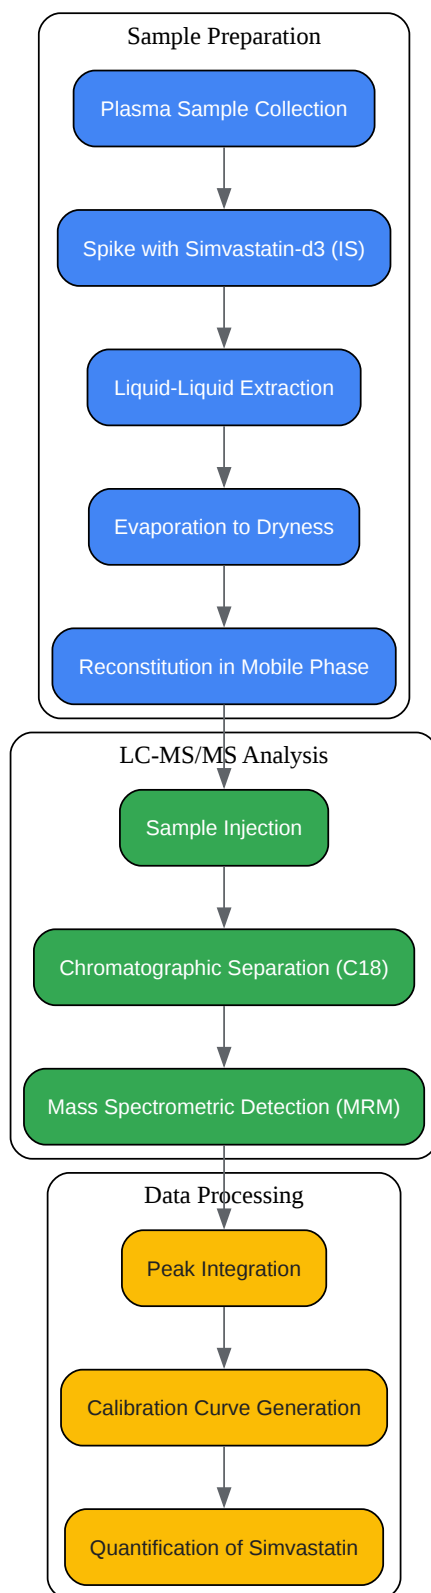 Sample Preparation
Plasma Sample Collection
Spike with Simvastatin-d3 (IS)
Liquid-Liquid Extraction
Evaporation to Dryness
Reconstitution in Mobile Phase
LC-MS/MS Analysis
Sample Injection
Chromatographic Separation (C18)
Mass Spectrometric Detection (MRM)
Data Processing
Peak Integration
Calibration Curve Generation
Quantification of Simvastatin